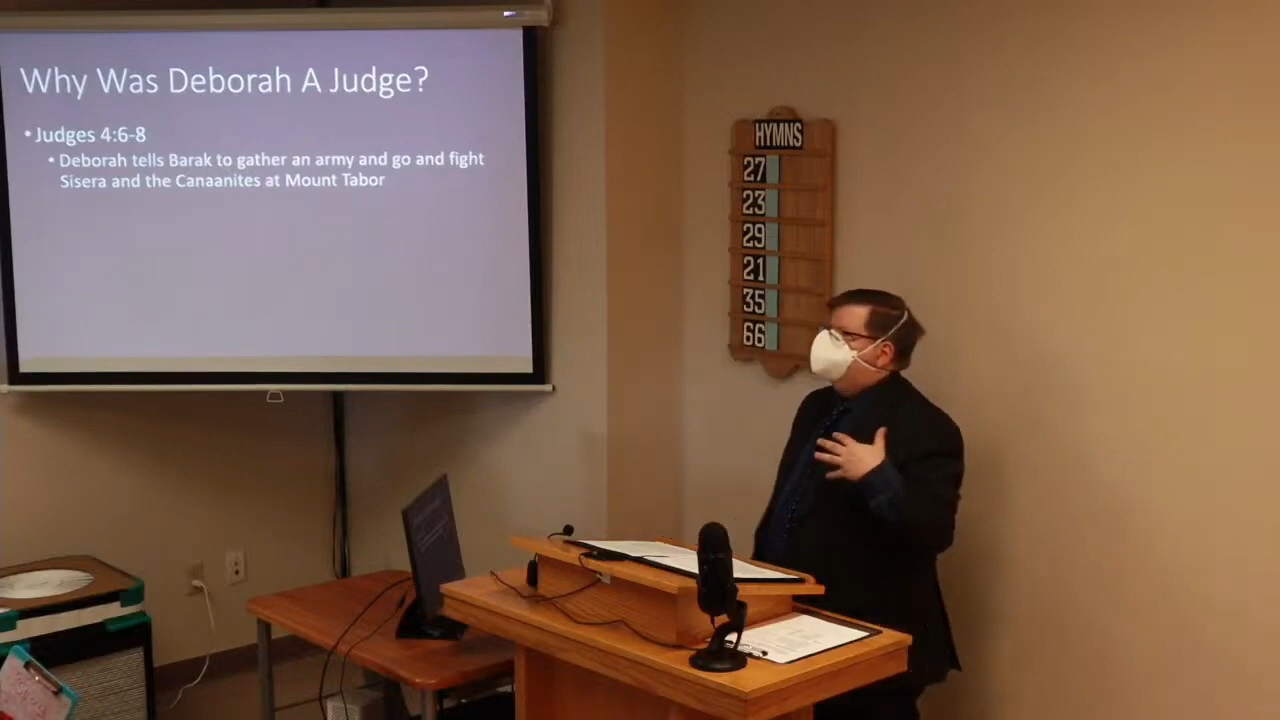 Why Was Deborah A Judge?
• Judges 4:6-8
• Deborah tells Barak to gather an army and go and fight
Sisera and the Canaanites at Mount Tabor
HYMNS
27
23
29
21
35
66